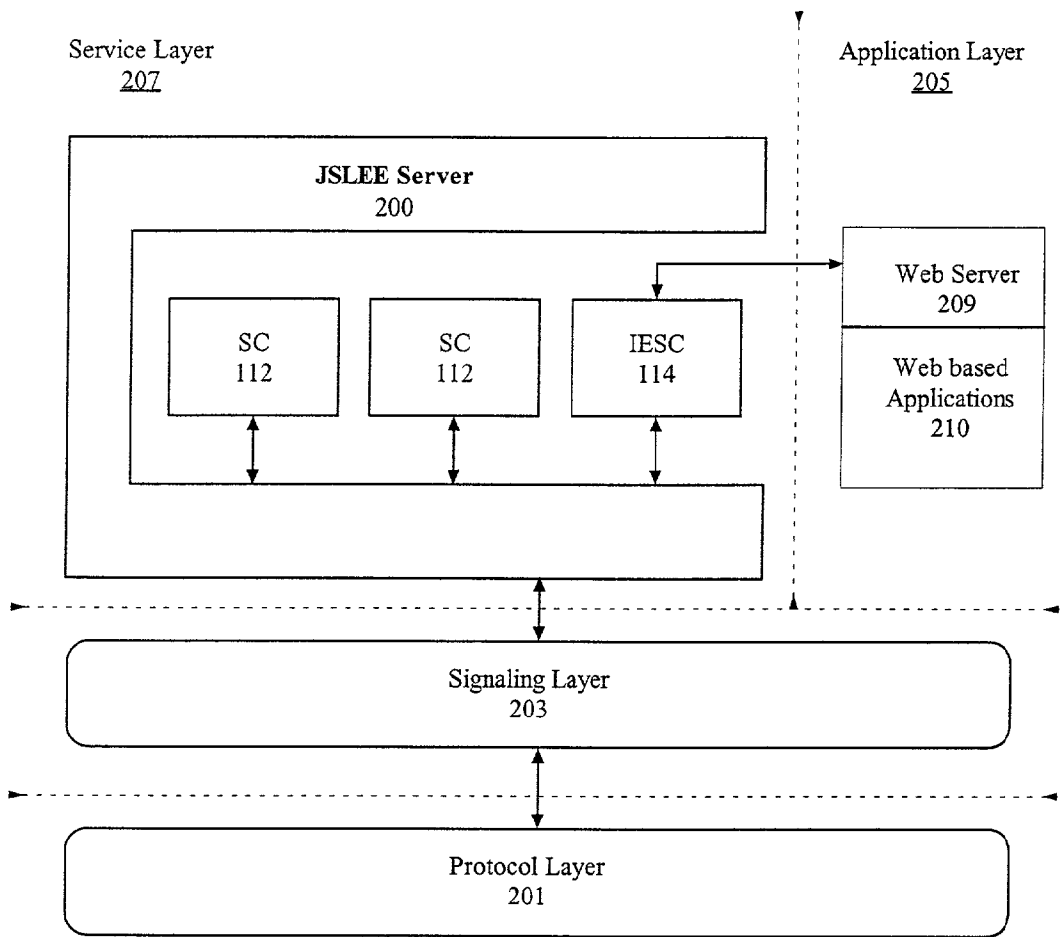 Service Layer
207
Application Layer
205
JSLEE Server
200
SC
112
SC
112
IESC
114
Web Server
209
Web based
Applications
210
Signaling Layer
203
Protocol Layer
201